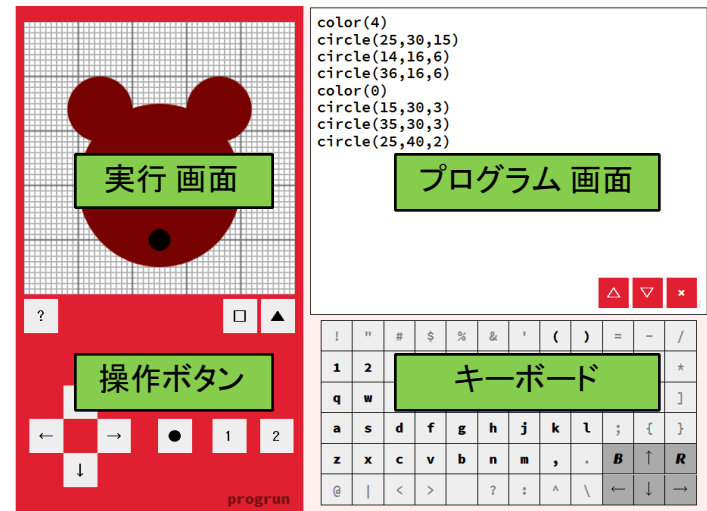 color(4)
circle(25,30,15)
circle(14,16,6)
circle(36,16,6)
color(0)
circle(15,30,3)
circle(35,30,3)
circle(25,40,2)
実行 画面
プログラム 画面
△ ▽ ×
? □ ▲
操作ボタン
← → ● 1 2
↓
progrun
! " # $ % & ' ( ) = - /
1 2 *
キーボード
q w ]
a s d f g h j k l ; { }
z x c v b n m , . B ↑ R
@ | < > ? : ^ \ ← ↓ →